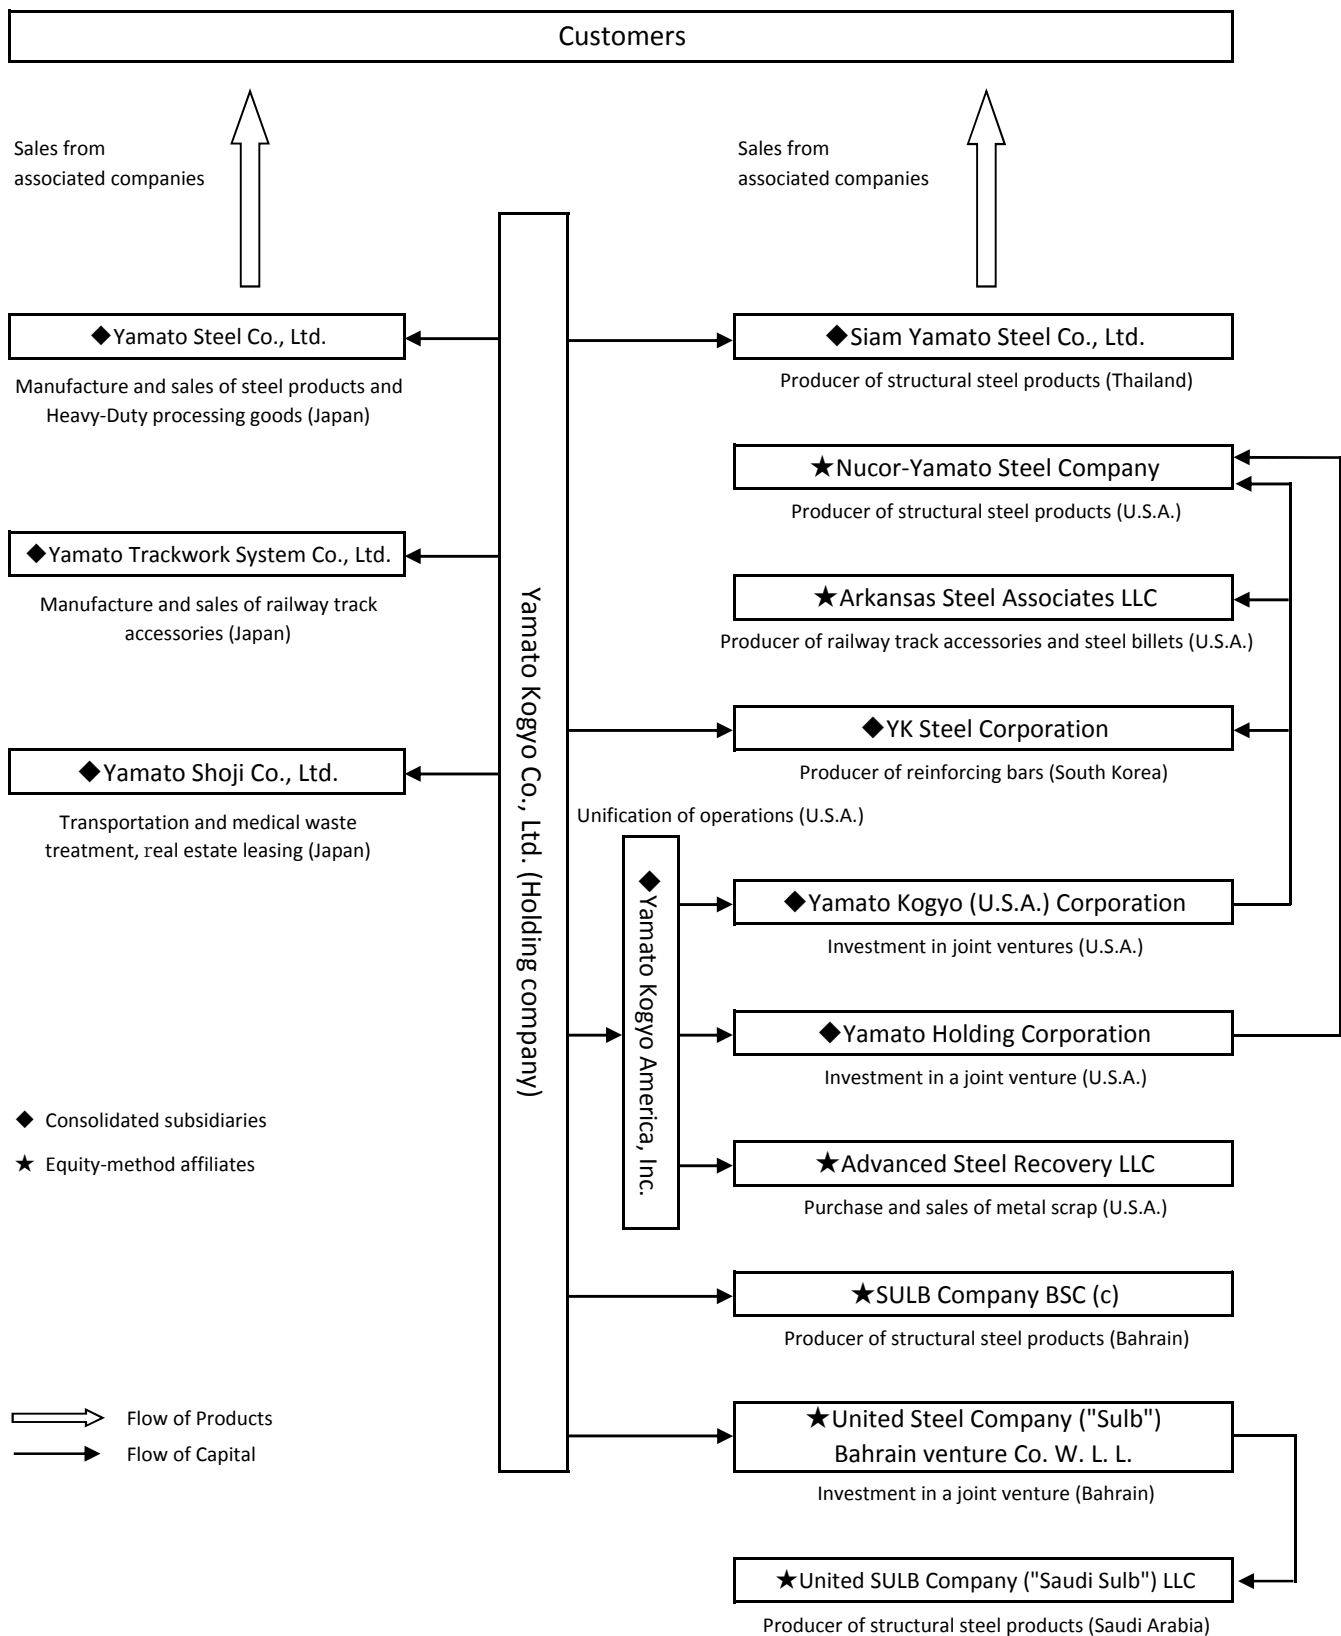 Customers
Sales from
associated companies
Sales from
associated companies
◆Yamato Steel Co., Ltd.
Manufacture and sales of steel products and
Heavy-Duty processing goods (Japan)
◆Yamato Trackwork System Co., Ltd.
Manufacture and sales of railway track
accessories (Japan)
◆Yamato Shoji Co., Ltd.
Transportation and medical waste
treatment, real estate leasing (Japan)
Yamato Kogyo Co., Ltd. (Holding company)
◆Siam Yamato Steel Co., Ltd.
Producer of structural steel products (Thailand)
★Nucor-Yamato Steel Company
Producer of structural steel products (U.S.A.)
★Arkansas Steel Associates LLC
Producer of railway track accessories and steel billets (U.S.A.)
◆YK Steel Corporation
Producer of reinforcing bars (South Korea)
Unification of operations (U.S.A.)
◆Yamato Kogyo America, Inc.
◆Yamato Kogyo (U.S.A.) Corporation
Investment in joint ventures (U.S.A.)
◆Yamato Holding Corporation
Investment in a joint venture (U.S.A.)
★Advanced Steel Recovery LLC
Purchase and sales of metal scrap (U.S.A.)
★SULB Company BSC (c)
Producer of structural steel products (Bahrain)
★United Steel Company ("Sulb")
Bahrain venture Co. W. L. L.
Investment in a joint venture (Bahrain)
★United SULB Company ("Saudi Sulb") LLC
Producer of structural steel products (Saudi Arabia)
◆ Consolidated subsidiaries
★ Equity-method affiliates
Flow of Products
Flow of Capital